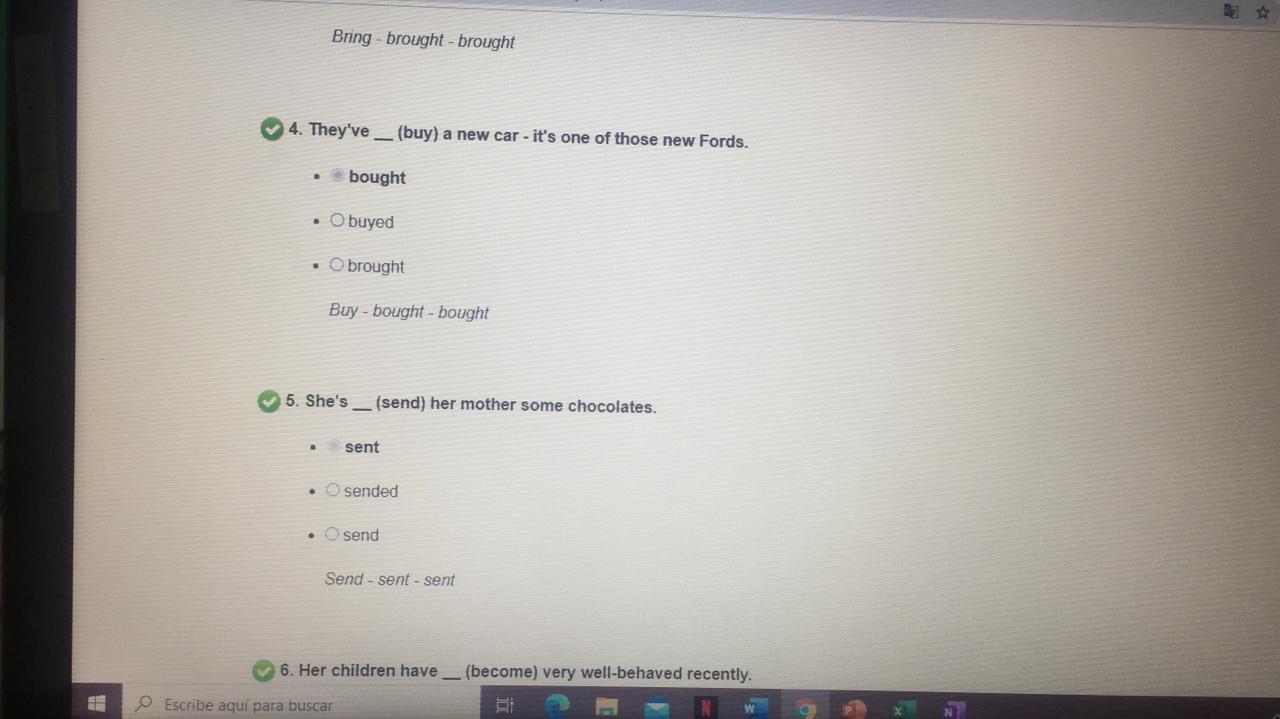 Bring - brought - brought
4. They've __ (buy) a new car - it's one of those new Fords.
bought
buyed
brought
Buy - bought - bought
5. She's __ (send) her mother some chocolates.
sent
sended
send
Send - sent - sent
6. Her children have __ (become) very well-behaved recently.
Escribe aquí para buscar
N
W
P
X
N